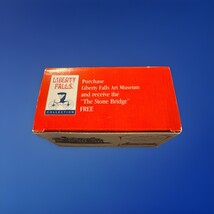 LIBERTY
FALLS
COLLECTION
Purchase
Liberty Falls Art Museum
and receive the
"The Stone Bridge"
FREE